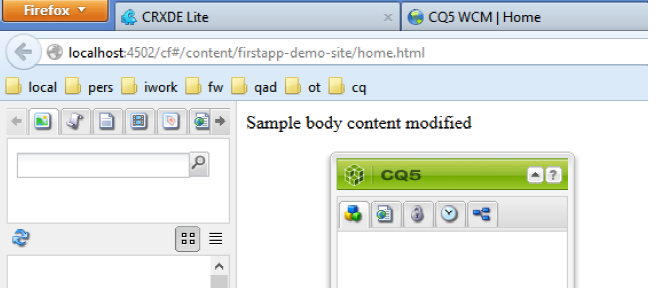 Firefox
CRXDE Lite
CQ5 WCM | Home
localhost:4502/cf#/content/firstapp-demo-site/home.html
local pers iwork fw qad ot cq
Sample body content modified
CQ5 ?